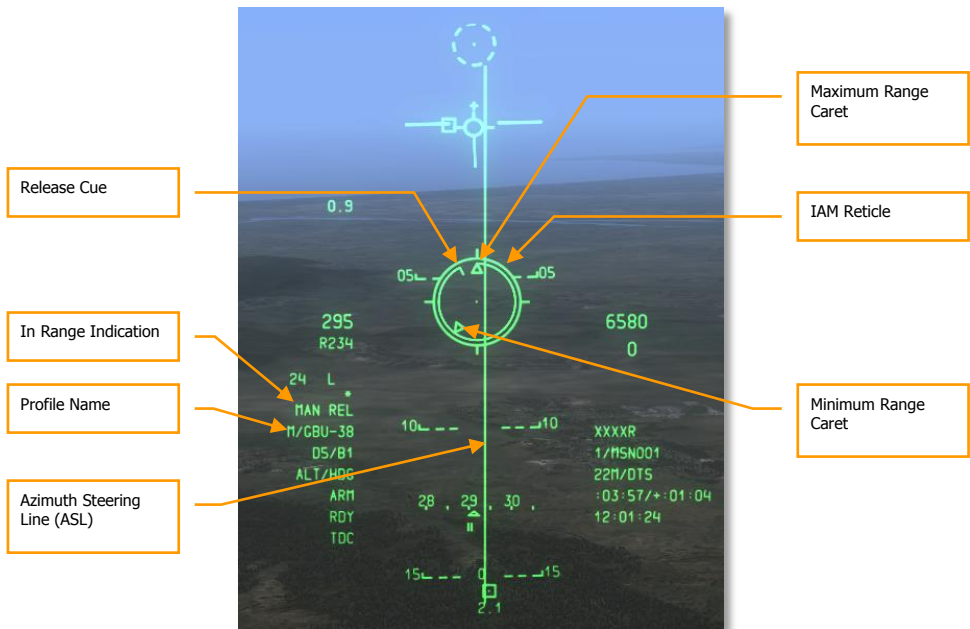 Maximum Range
Caret
Release Cue
IAM Reticle
0.9
05
05
295
6580
In Range Indication
R234
0
24 L
*
Profile Name
MAN REL
Minimum Range
Caret
M/GBU-38
10
10
XXXXR
D5/B1
1/MSN001
ALT/HDG
22M/DTS
Azimuth Steering
Line (ASL)
ARM
28 , 29 , 30 ,
:03:57/+:01:04
RDY
12:01:24
TDC
15
0
15
2.1